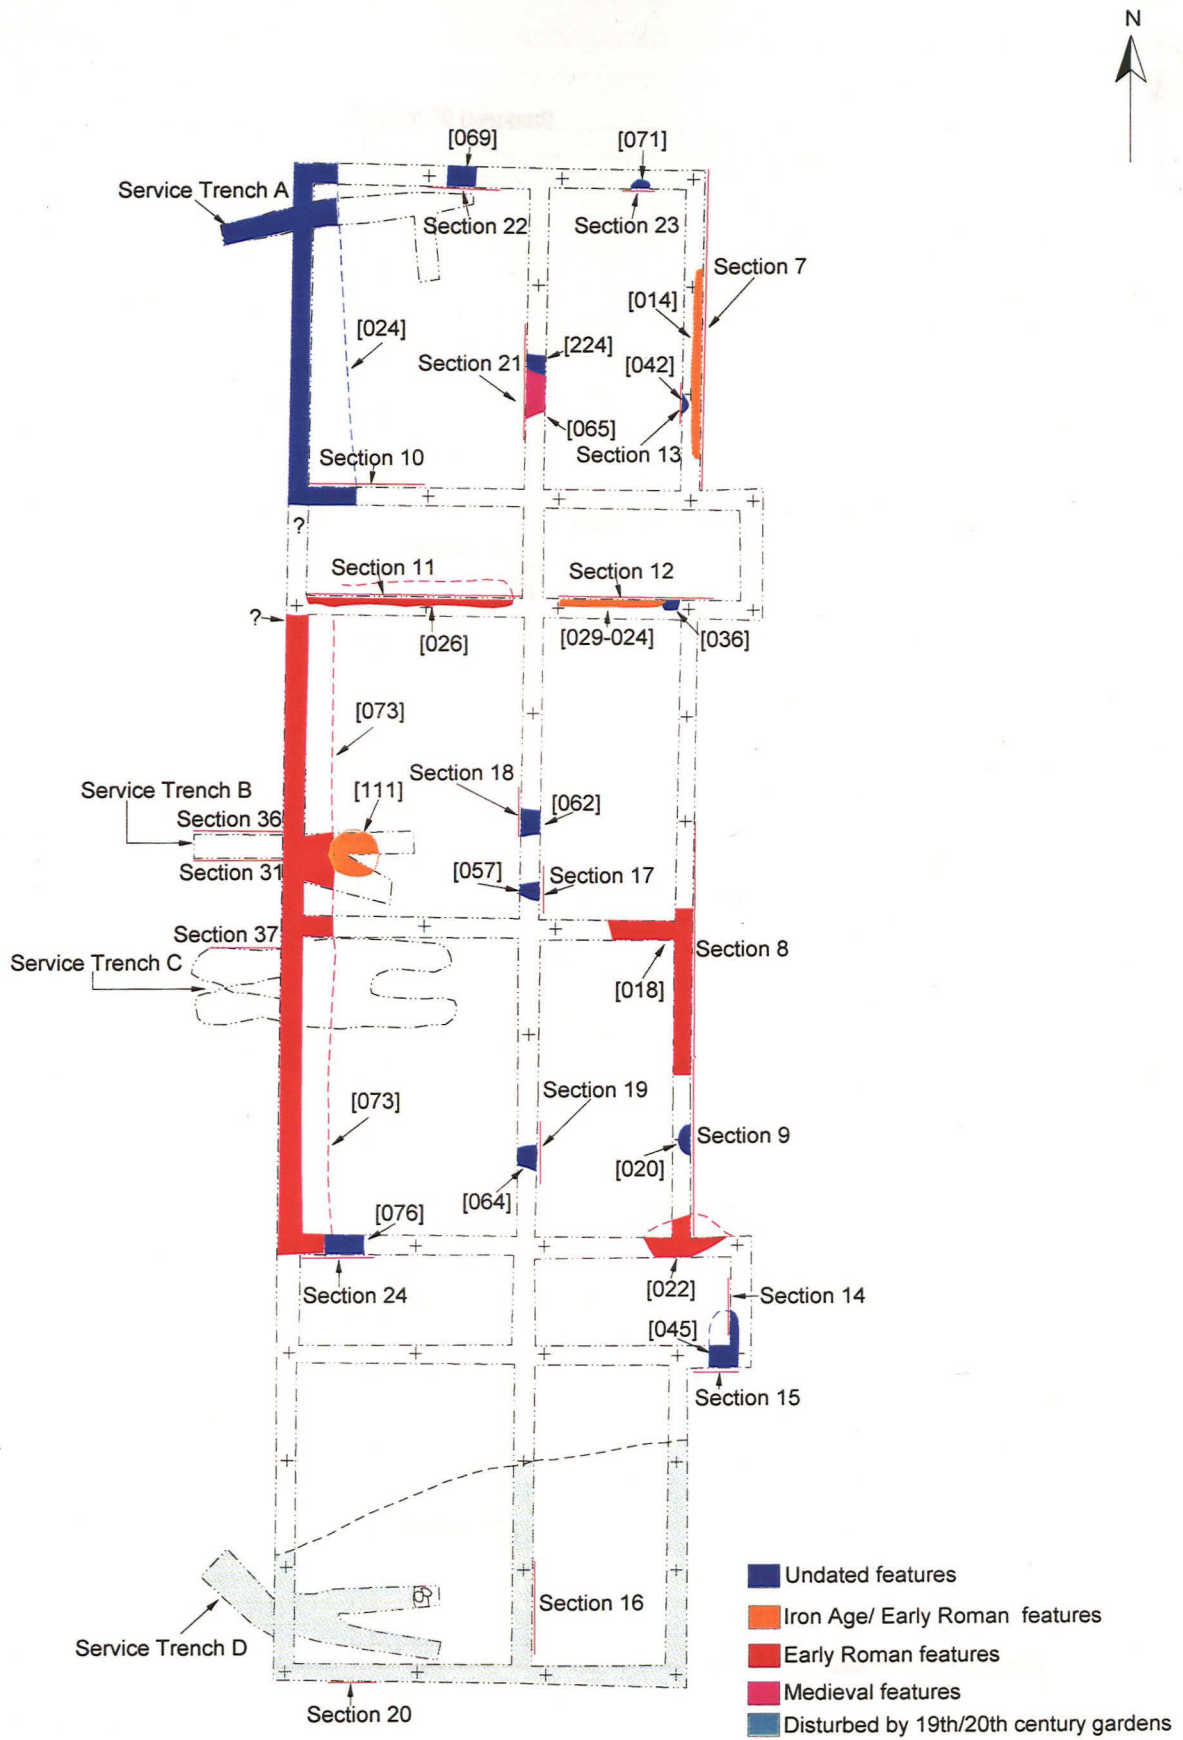 N
[069]
[071]
Service Trench A
Section 22
Section 23
Section 7
[014]
[024]
[224]
Section 21
[042]
[065]
Section 13
Section 10
?
Section 11
Section 12
?
[026]
[029-024]
[036]
[073]
Section 18
Service Trench B
[111]
[062]
Section 36
Section 31
[057]
Section 17
Section 37
Section 8
Service Trench C
[018]
Section 19
[073]
Section 9
[020]
[064]
[076]
[022]
Section 24
Section 14
[045]
Section 15
Undated features
Section 16
Iron Age/ Early Roman features
Service Trench D
Early Roman features
Medieval features
Section 20
Disturbed by 19th/20th century gardens